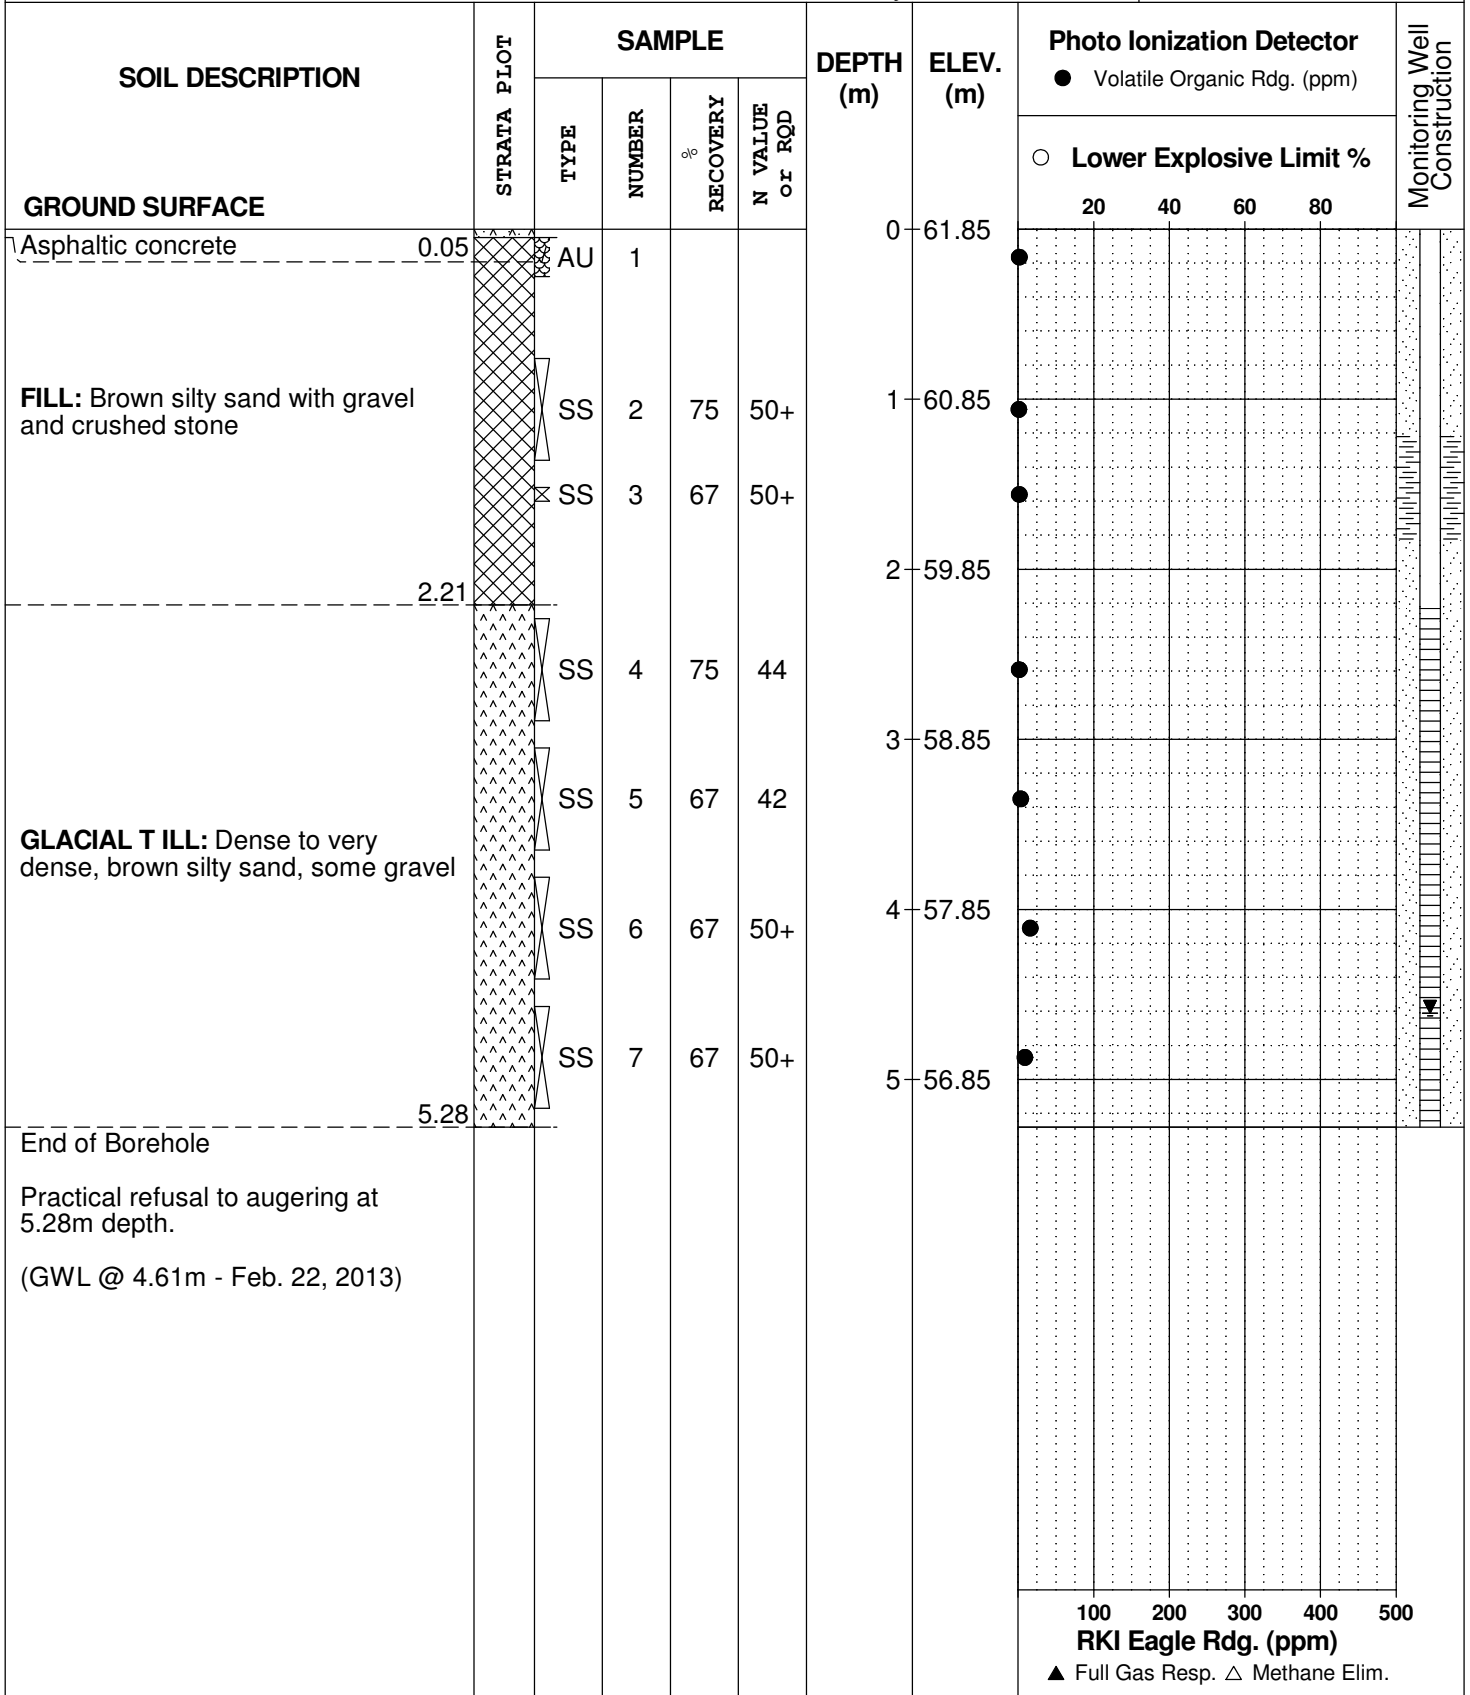 SOIL DESCRIPTION
GROUND SURFACE
STRATA PLOT
SAMPLE
TYPE
NUMBER
% RECOVERY
N VALUE
or RQD
DEPTH
(m)
ELEV.
(m)
Photo Ionization Detector
● Volatile Organic Rdg. (ppm)
○ Lower Explosive Limit %
20 40 60 80
Monitoring Well
Construction
0 61.85
Asphaltic concrete 0.05
AU 1
FILL: Brown silty sand with gravel
and crushed stone
SS 2 75 50+
1 60.85
SS 3 67 50+
2 59.85
2.21
SS 4 75 44
3 58.85
SS 5 67 42
GLACIAL T ILL: Dense to very
dense, brown silty sand, some gravel
4 57.85
SS 6 67 50+
SS 7 67 50+
5 56.85
5.28
End of Borehole
Practical refusal to augering at
5.28m depth.
(GWL @ 4.61m - Feb. 22, 2013)
100 200 300 400 500
RKI Eagle Rdg. (ppm)
▲ Full Gas Resp. △ Methane Elim.